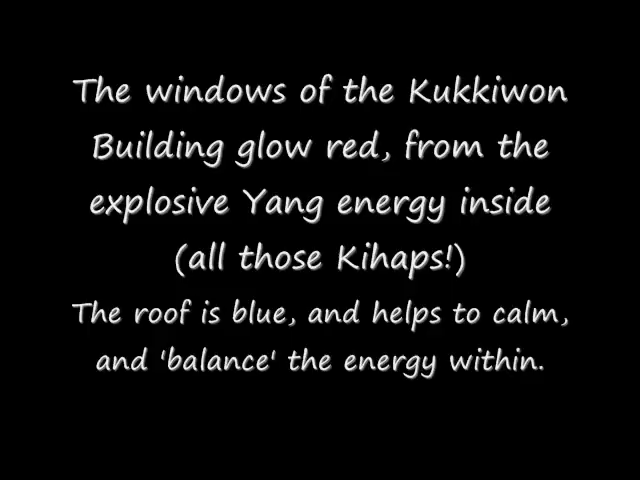 The windows of the Kukkiwon
Building glow red, from the
explosive Yang energy inside
(all those Kihaps!)
The roof is blue, and helps to calm,
and 'balance' the energy within.